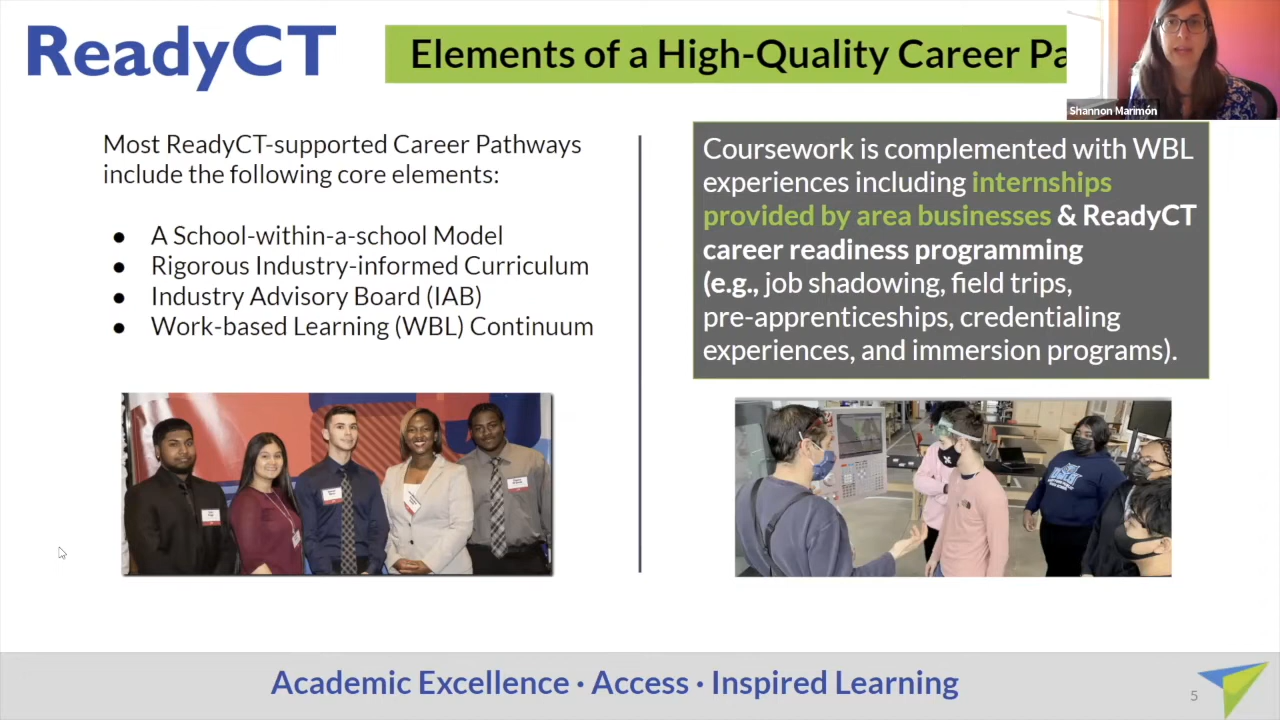 ReadyCT
Elements of a High-Quality Career Pa
Shannon Marimón
Most ReadyCT-supported Career Pathways
include the following core elements:
● A School-within-a-school Model
● Rigorous Industry-informed Curriculum
● Industry Advisory Board (IAB)
● Work-based Learning (WBL) Continuum
Coursework is complemented with WBL
experiences including internships
provided by area businesses & ReadyCT
career readiness programming
(e.g., job shadowing, field trips,
pre-apprenticeships, credentialing
experiences, and immersion programs).
Academic Excellence · Access · Inspired Learning
5